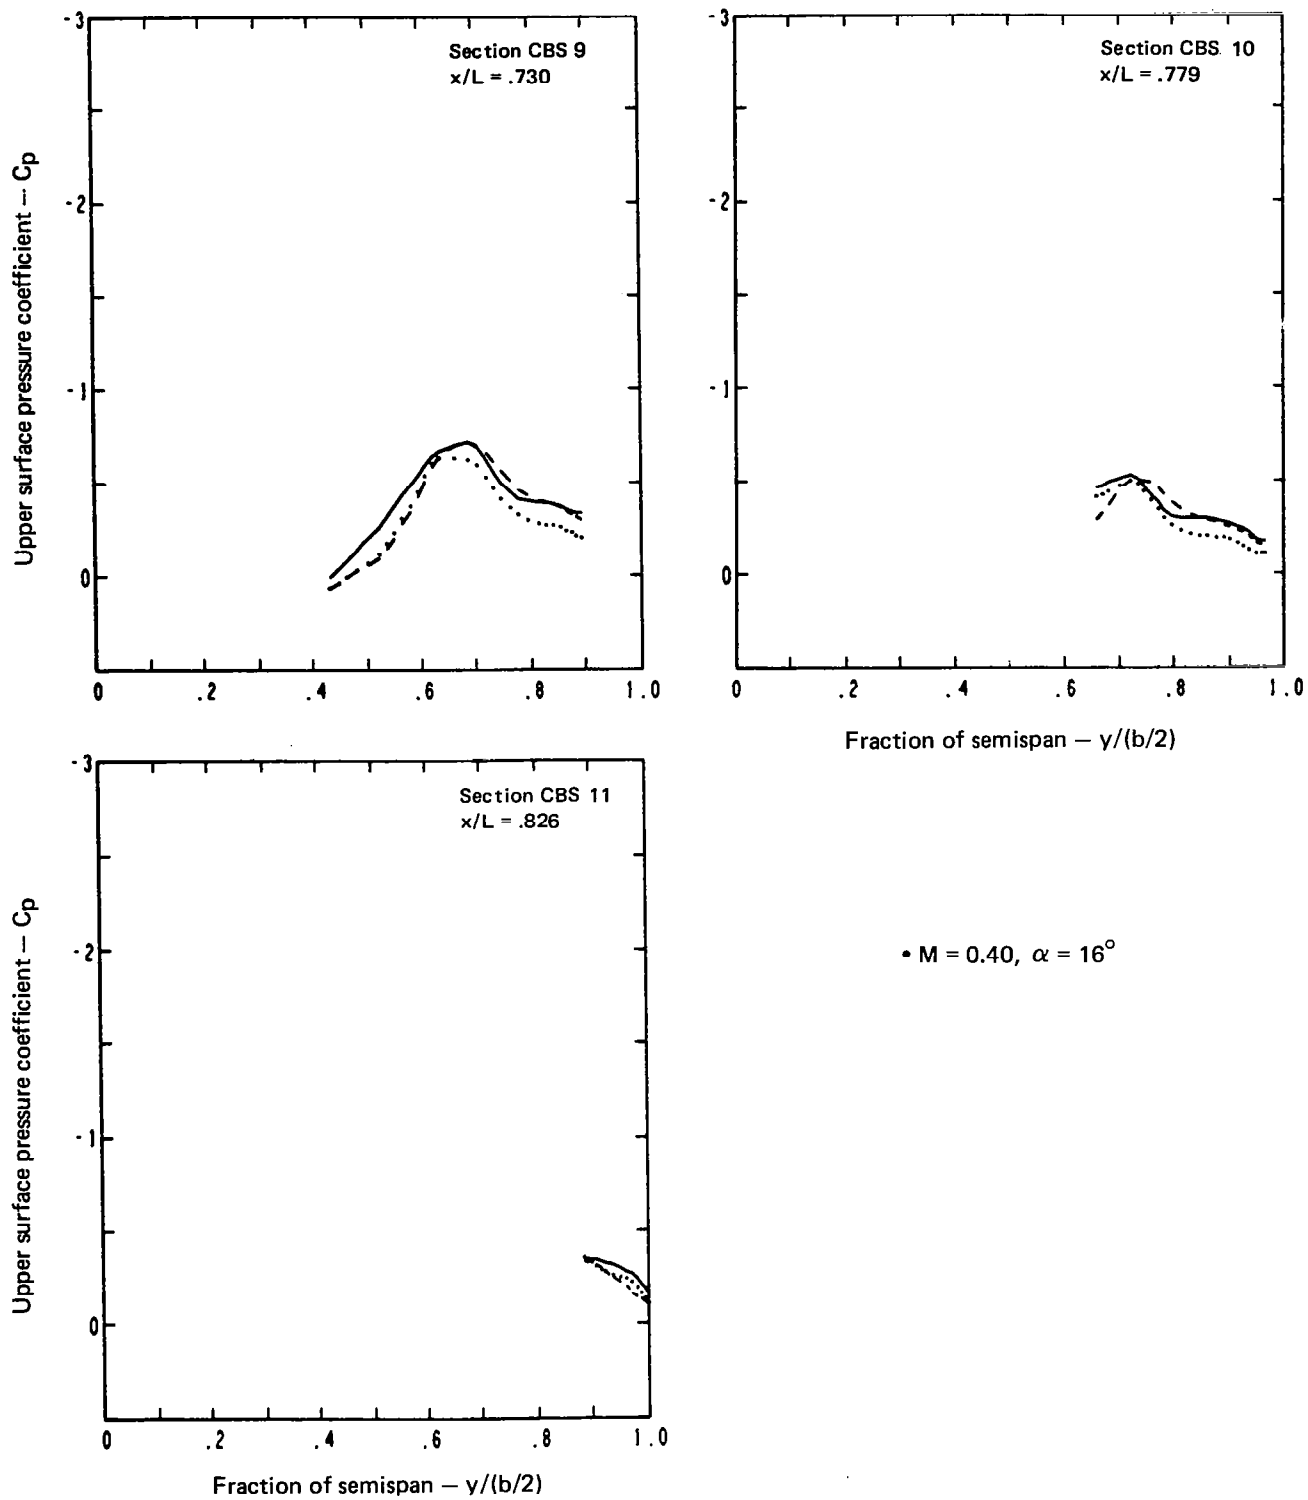 -3
Section CBS 9
x/L = .730
-2
-1
0
Upper surface pressure coefficient — Cp
0 .2 .4 .6 .8 1.0
-3
Section CBS 10
x/L = .779
-2
-1
0
0 .2 .4 .6 .8 1.0
Fraction of semispan — y/(b/2)
-3
Section CBS 11
x/L = .826
-2
-1
0
Upper surface pressure coefficient — Cp
0 .2 .4 .6 .8 1.0
Fraction of semispan — y/(b/2)
• M = 0.40, α = 16°